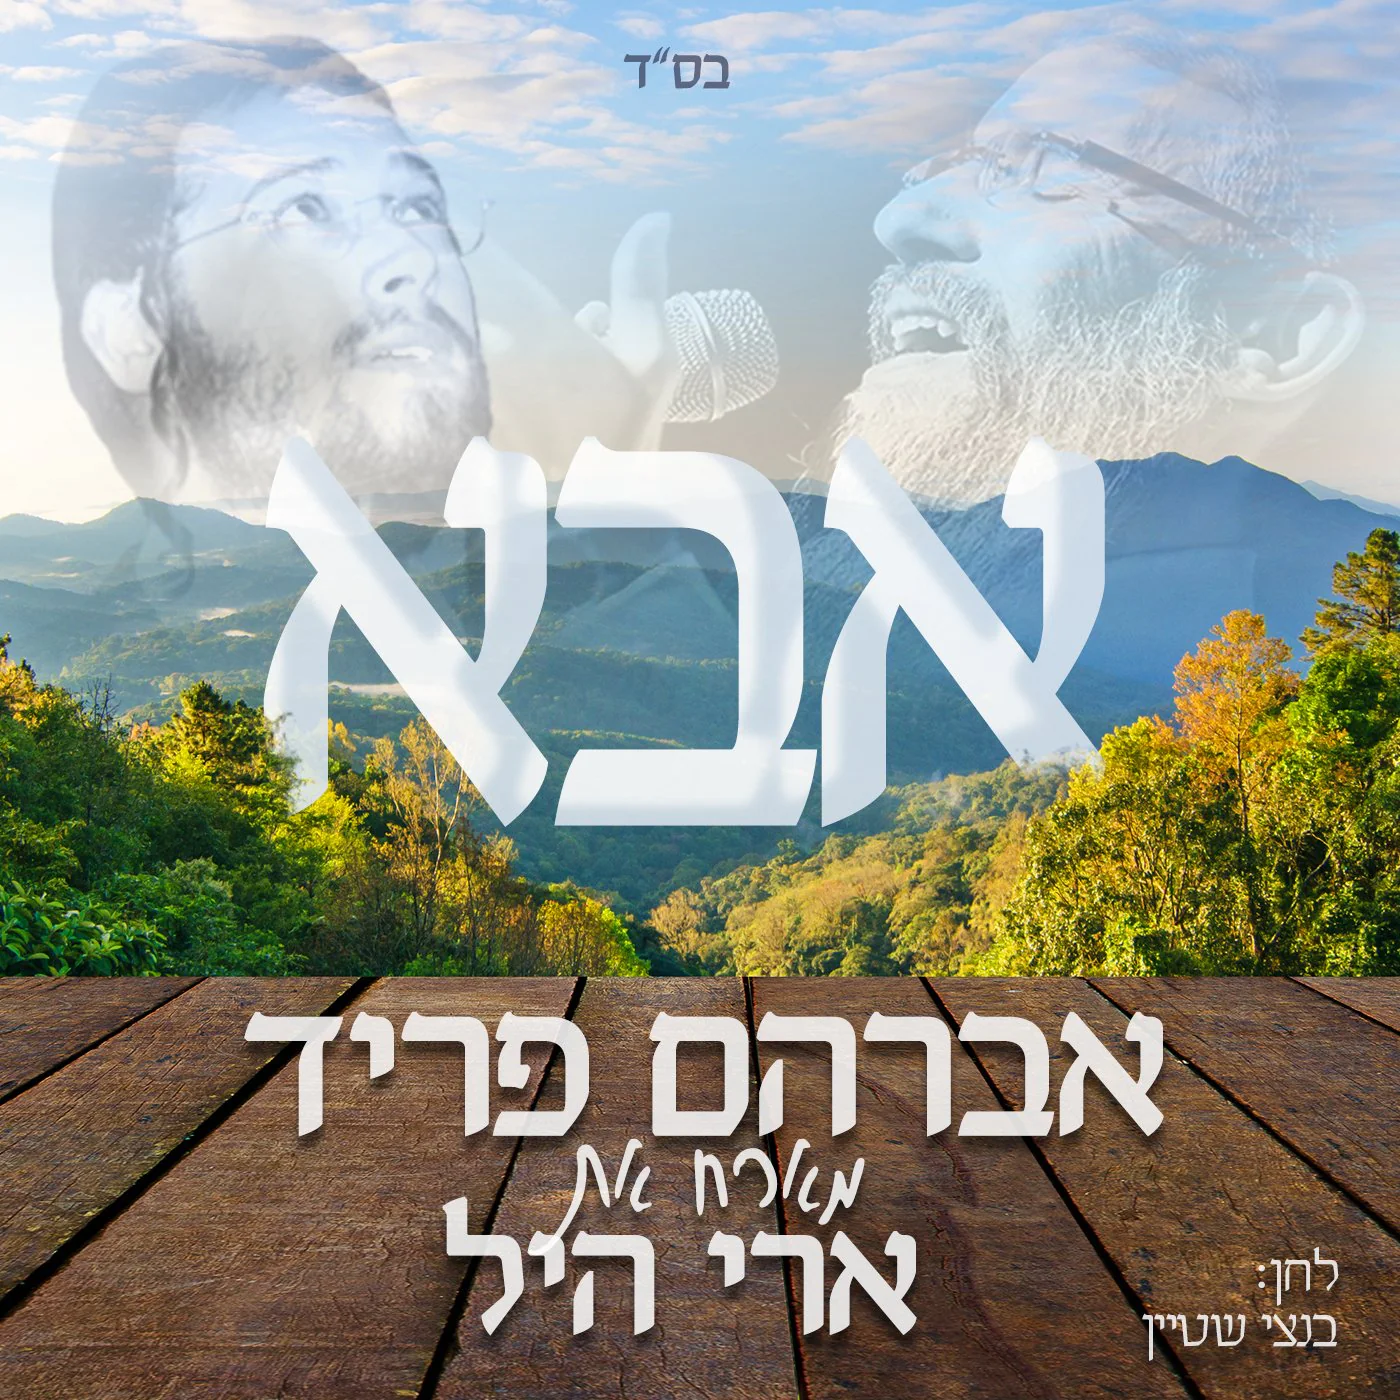 בס"ד
אבא
אברהם פריד
מארח את
ארי היל
לחן:
בנצי שטיין